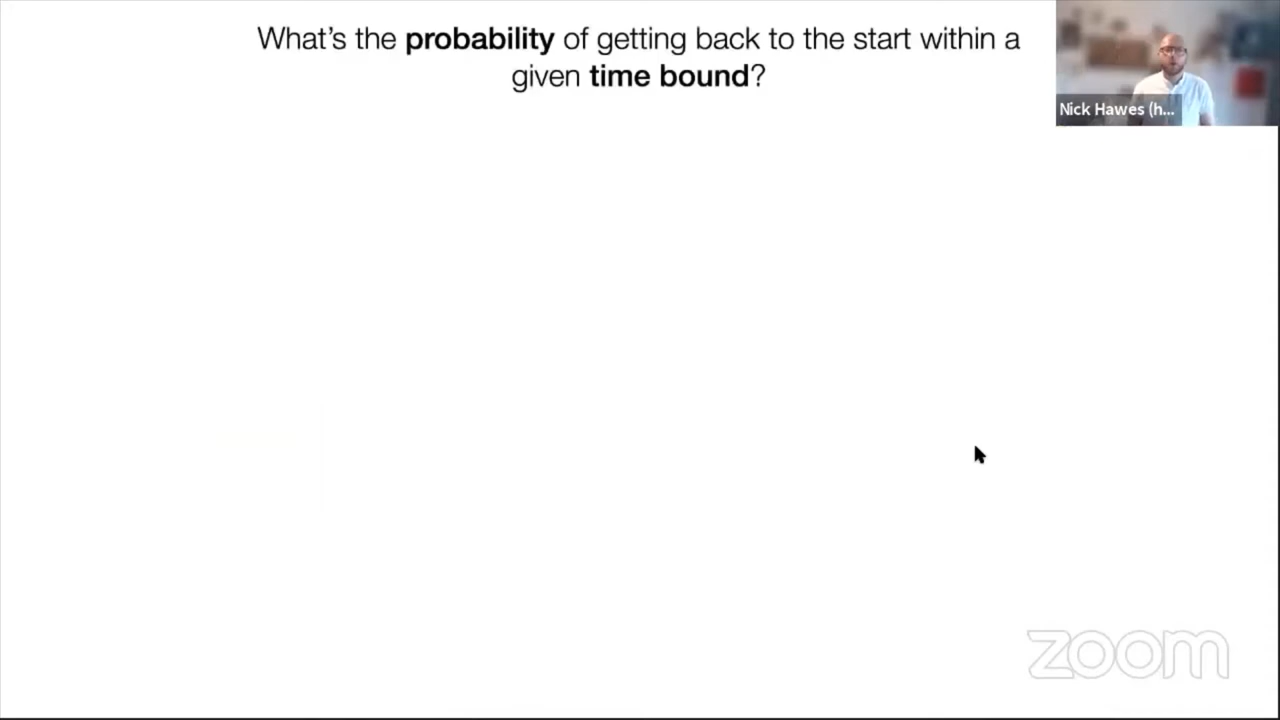 What's the probability of getting back to the start within a
given time bound?
Nick Hawes (h...
zoom